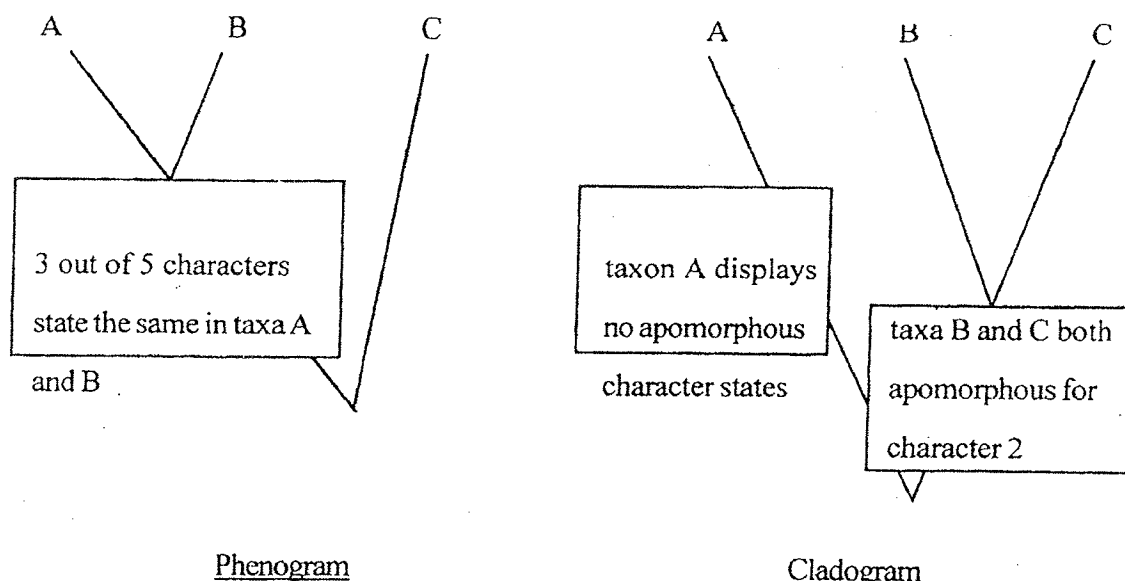 A B C
3 out of 5 characters
state the same in taxa A
and B
Phenogram
A B C
taxon A displays
no apomorphous
character states
taxa B and C both
apomorphous for
character 2
Cladogram